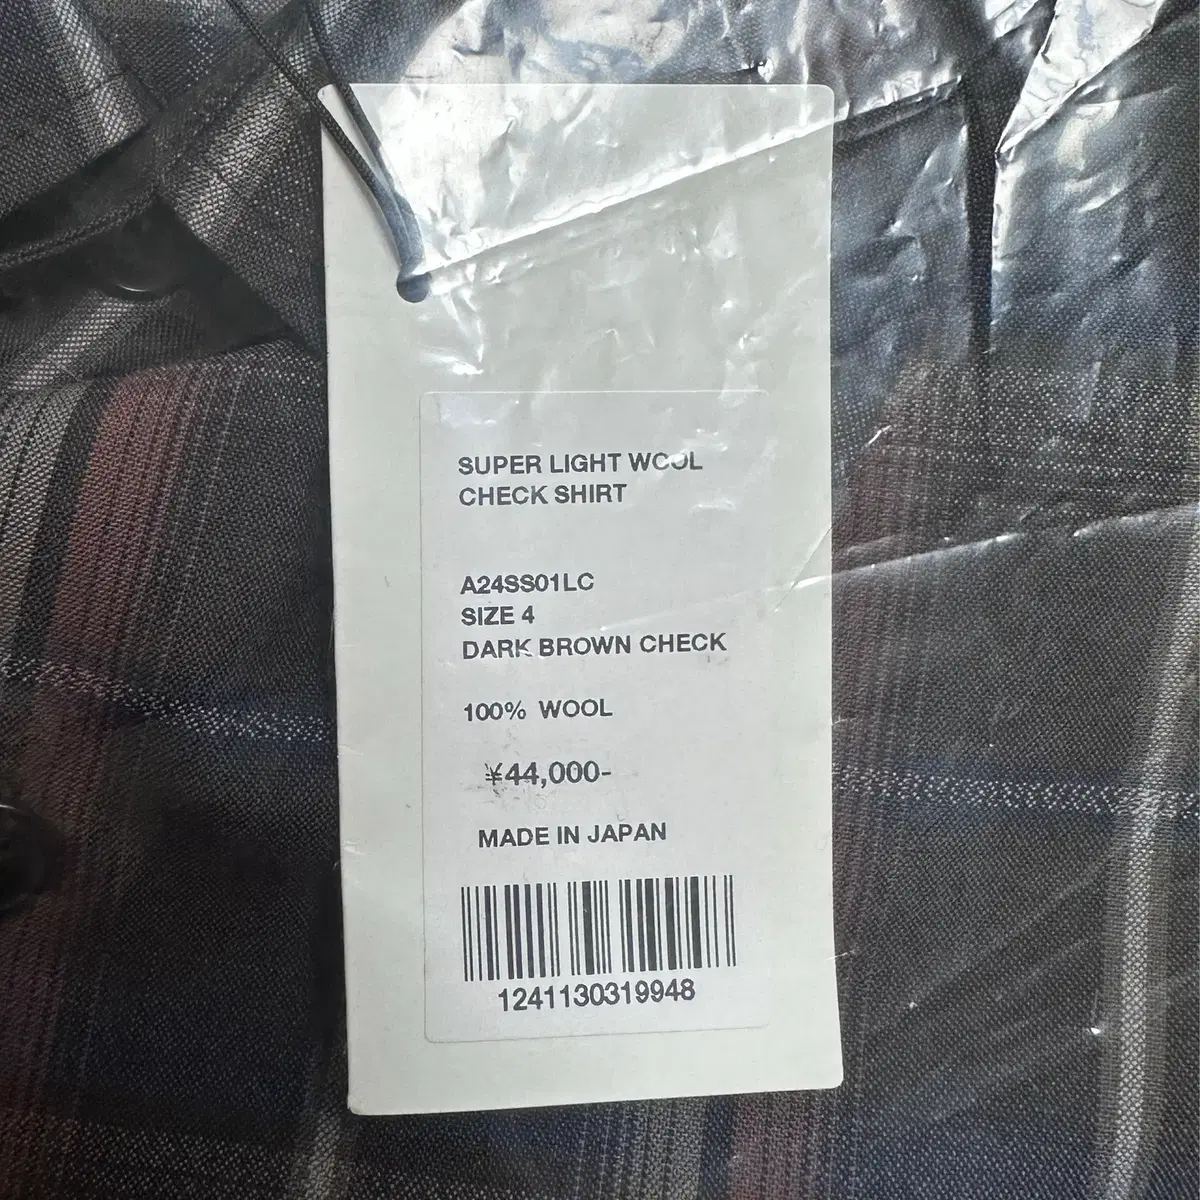 SUPER LIGHT WOOL
CHECK SHIRT
A24SS01LC
SIZE 4
DARK BROWN CHECK
100% WOOL
¥44,000-
MADE IN JAPAN
1241130319948